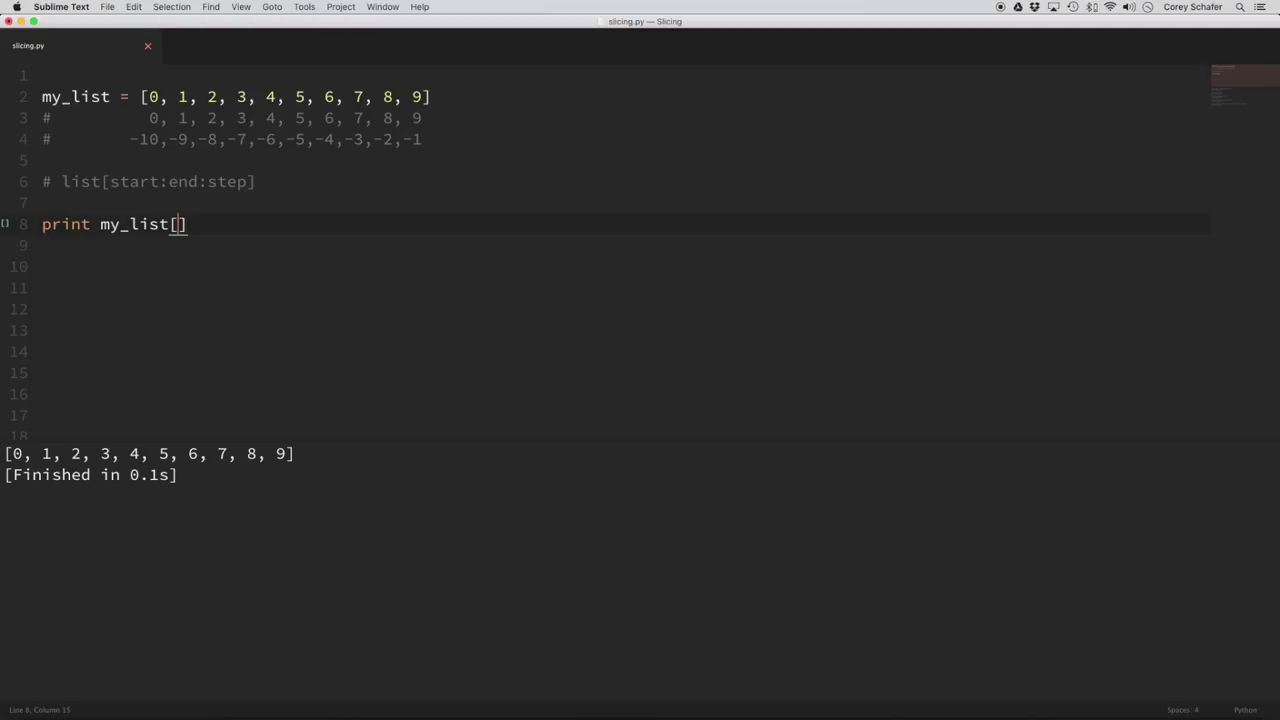 Sublime Text File Edit Selection Find View Goto Tools Project Window Help Corey Schafer
slicing.py — Slicing
slicing.py
1
2 my_list = [0, 1, 2, 3, 4, 5, 6, 7, 8, 9]
3 # 0, 1, 2, 3, 4, 5, 6, 7, 8, 9
4 # -10,-9,-8,-7,-6,-5,-4,-3,-2,-1
5
6 # list[start:end:step]
7
[] 8 print my_list[]
9
10
11
12
13
14
15
16
17
18
[0, 1, 2, 3, 4, 5, 6, 7, 8, 9]
[Finished in 0.1s]
Line 8, Column 15 Spaces: 4 Python